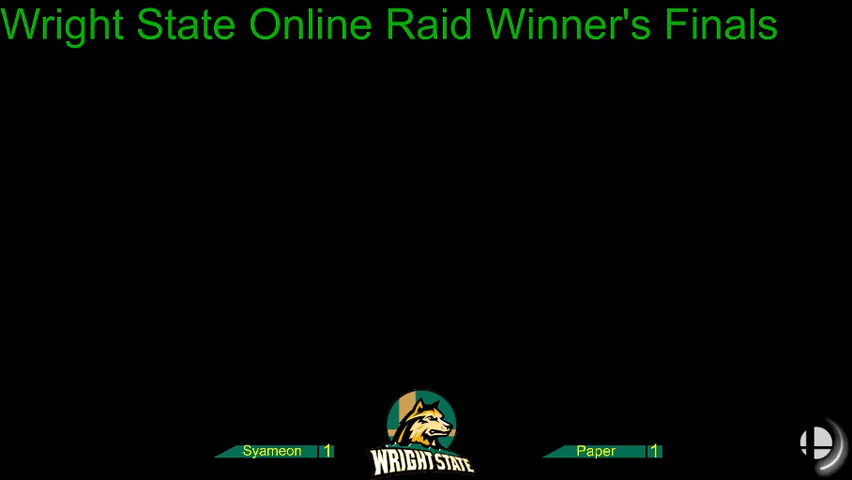 Wright State Online Raid Winner's Finals
Syameon 1
WRIGHT STATE
Paper 1